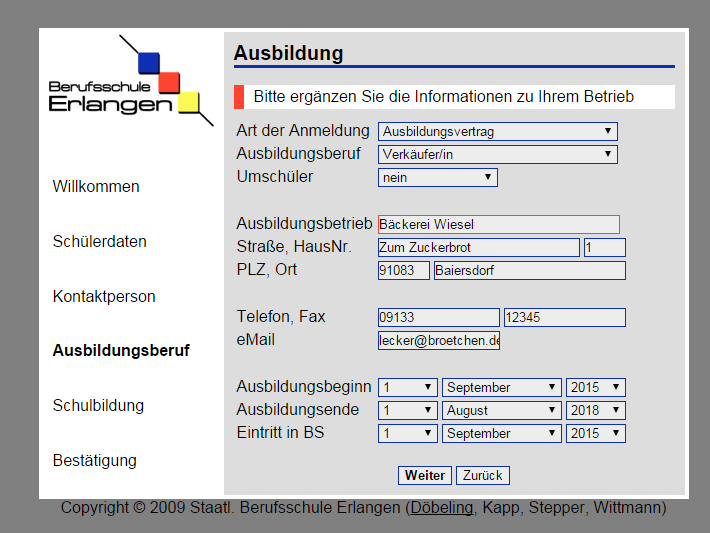 Berufsschule
Erlangen
Willkommen
Schülerdaten
Kontaktperson
Ausbildungsberuf
Schulbildung
Bestätigung
Ausbildung
Bitte ergänzen Sie die Informationen zu Ihrem Betrieb
Art der Anmeldung Ausbildungsvertrag
Ausbildungsberuf Verkäufer/in
Umschüler nein
Ausbildungsbetrieb Bäckerei Wiesel
Straße, HausNr. Zum Zuckerbrot 1
PLZ, Ort 91083 Baiersdorf
Telefon, Fax 09133 12345
eMail lecker@broetchen.de
Ausbildungsbeginn 1 September 2015
Ausbildungsende 1 August 2018
Eintritt in BS 1 September 2015
Weiter Zurück
Copyright © 2009 Staatl. Berufsschule Erlangen (Döbeling, Kapp, Stepper, Wittmann)